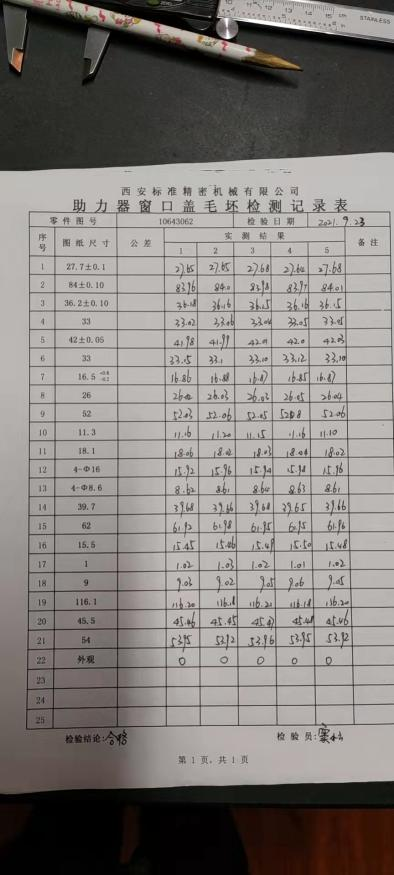 STAINLESS
西安标准精密机械有限公司
助力器窗口盖毛坯检测记录表
零件图号 10643062 检验日期 2021.9.23
序号 图纸尺寸 公差 实测结果 备注
1 2 3 4 5
1 27.7±0.1 27.65 27.65 27.68 27.64 27.68
2 84±0.10 83.96 84.0 83.98 83.97 84.01
3 36.2±0.10 36.18 36.16 36.15 36.16 36.15
4 33 33.02 33.06 33.04 33.05 33.05
5 42±0.05 41.98 41.99 42.01 42.0 42.03
6 33 33.15 33.1 33.10 33.12 33.10
7 16.5 16.86 16.88 16.87 16.85 16.87
8 26 26.02 26.03 26.03 26.05 26.04
9 52 52.03 52.06 52.05 52.08 52.06
10 11.3 11.16 11.20 11.15 11.16 11.10
11 18.1 18.06 18.02 18.03 18.04 18.02
12 4-Φ16 15.92 15.96 15.94 15.98 15.96
13 4-Φ8.6 8.62 8.61 8.64 8.63 8.61
14 39.7 39.68 39.66 39.68 39.65 39.66
15 62 61.92 61.98 61.95 61.95 61.96
16 15.5 15.45 15.46 15.49 15.50 15.48
17 1 1.02 1.03 1.02 1.01 1.02
18 9 9.03 9.02 9.05 9.06 9.05
19 116.1 116.20 116.18 116.21 116.18 116.20
20 45.5 45.46 45.45 45.47 45.48 45.46
21 54 53.95 53.92 53.96 53.95 53.92
22 外观 0 0 0 0 0
23
24
25
检验结论:合格 检验员:
第 1 页, 共 1 页